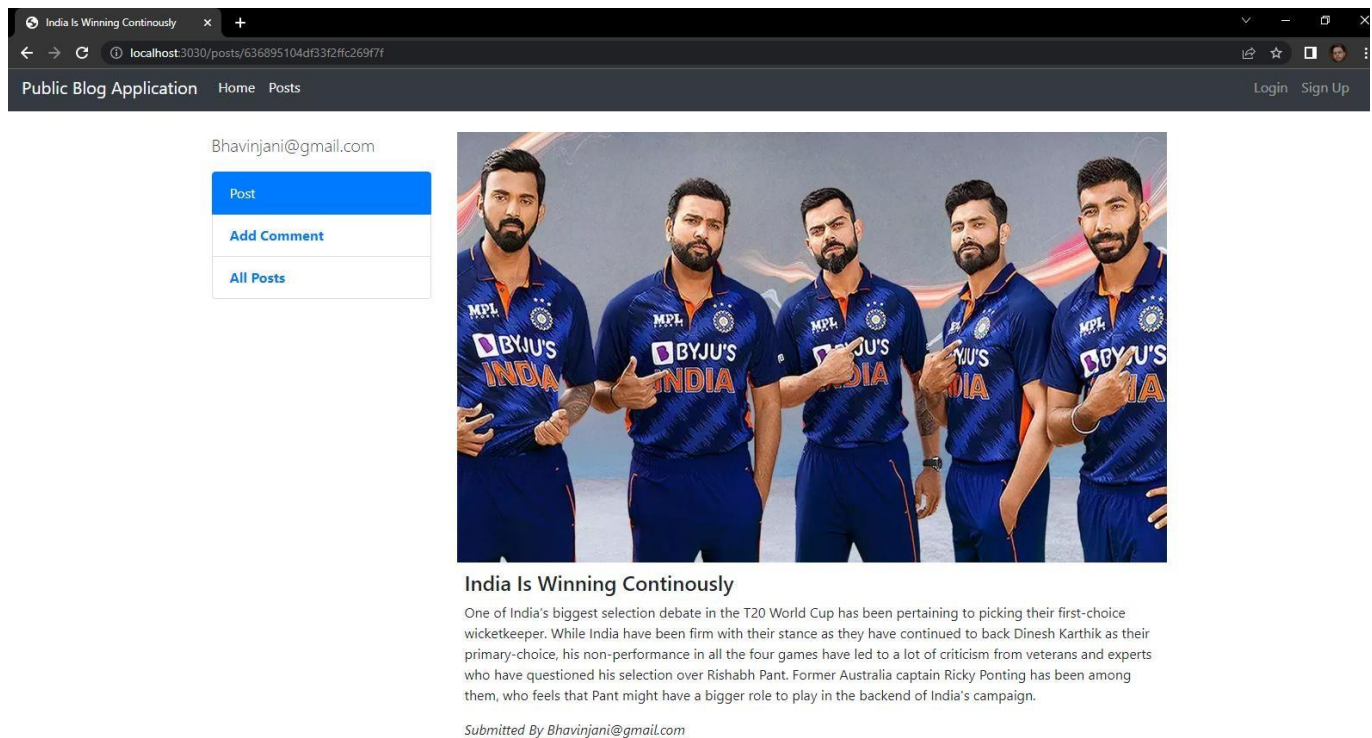 India Is Winning Continously
localhost:3030/posts/636895104df33f2ffc269f7f
Public Blog Application Home Posts Login Sign Up
Bhavinjani@gmail.com
Post
Add Comment
All Posts
MPL
SPORTS
BYJU'S
INDIA
MPL
SPORTS
BYJU'S
INDIA
MPL
BYJU'S
INDIA
BYJU'S
INDIA
MPL
BYJU'S
India Is Winning Continously
One of India's biggest selection debate in the T20 World Cup has been pertaining to picking their first-choice
wicketkeeper. While India have been firm with their stance as they have continued to back Dinesh Karthik as their
primary-choice, his non-performance in all the four games have led to a lot of criticism from veterans and experts
who have questioned his selection over Rishabh Pant. Former Australia captain Ricky Ponting has been among
them, who feels that Pant might have a bigger role to play in the backend of India's campaign.
Submitted By Bhavinjani@gmail.com